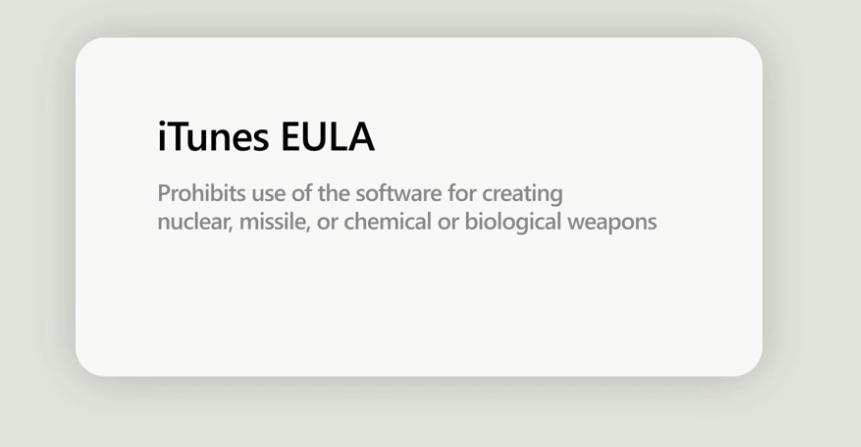 iTunes EULA
Prohibits use of the software for creating
nuclear, missile, or chemical or biological weapons